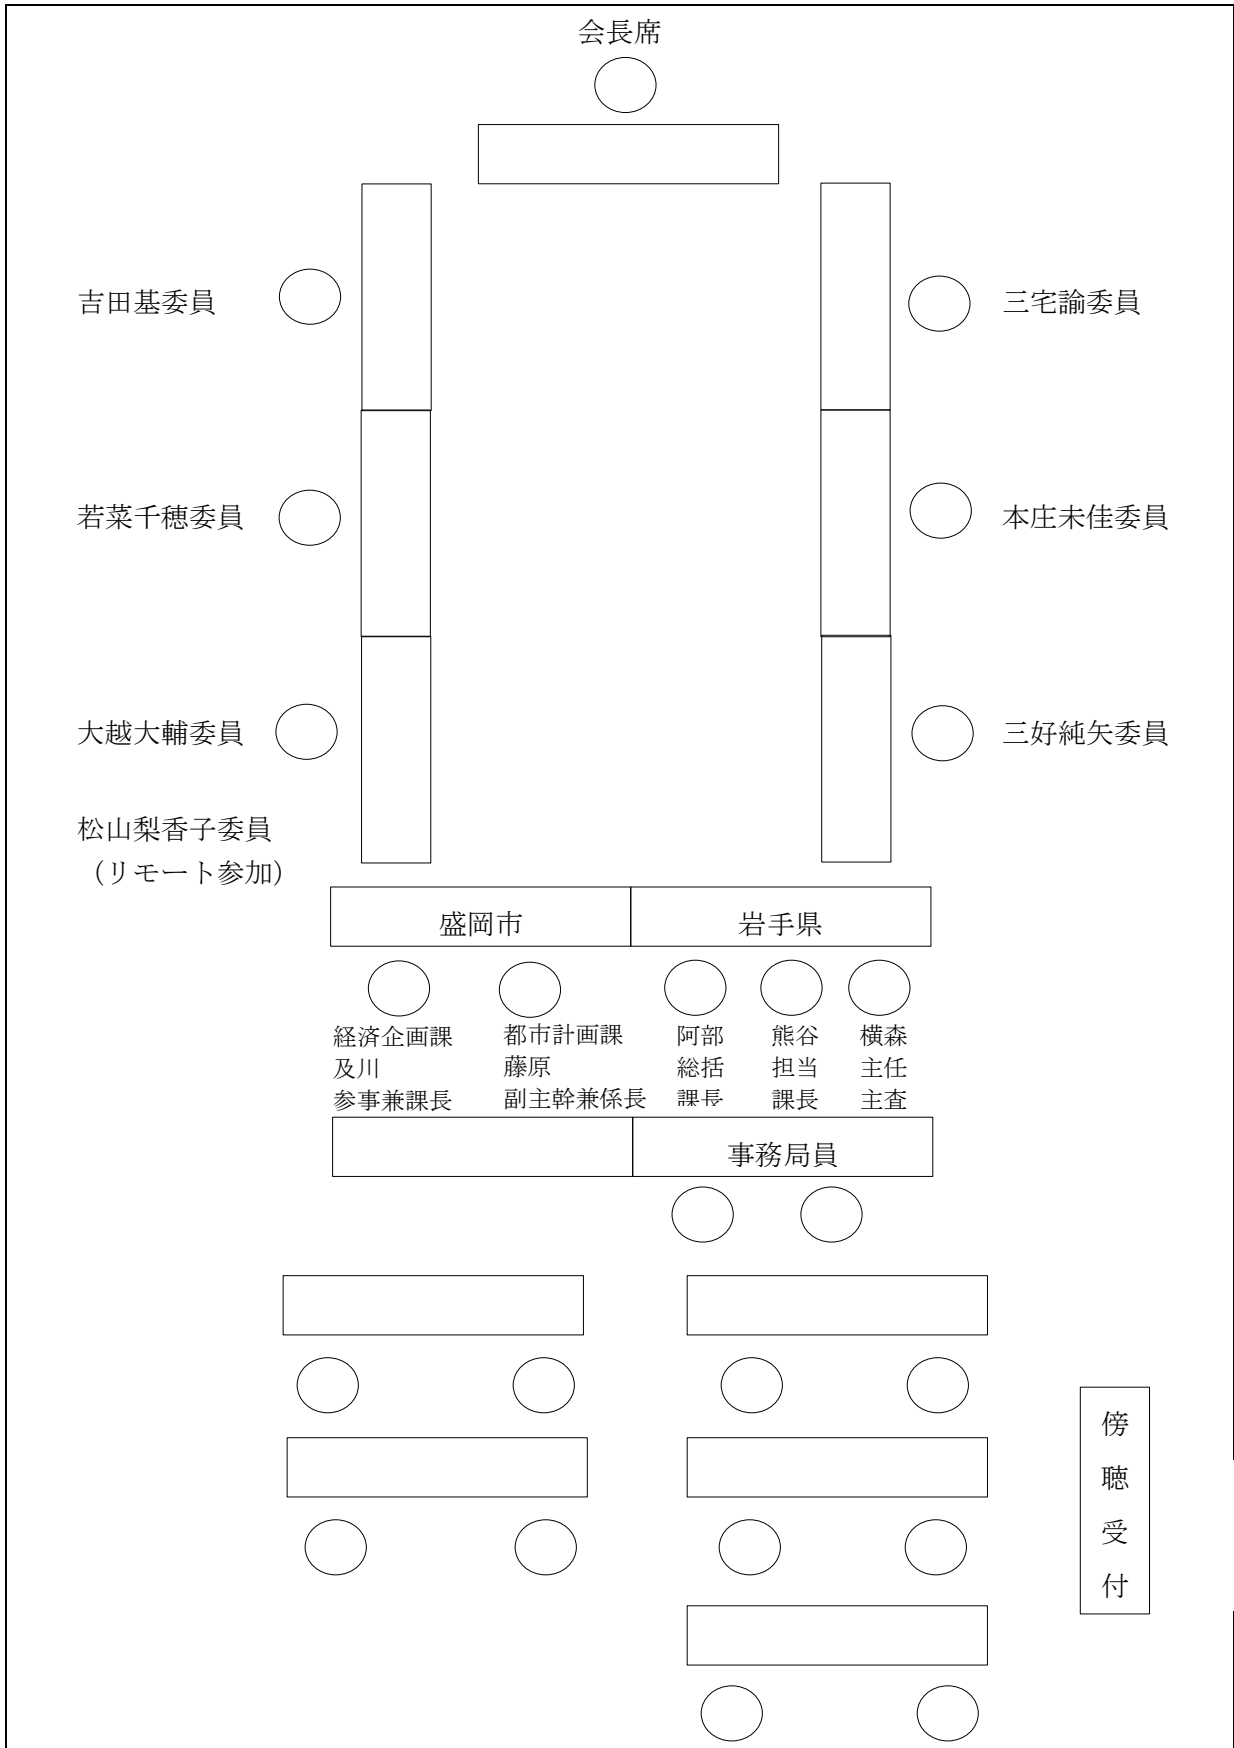 会長席
吉田基委員
三宅諭委員
若菜千穂委員
本庄未佳委員
大越大輔委員
三好純矢委員
松山梨香子委員
（リモート参加）
盛岡市
岩手県
経済企画課
及川
参事兼課長
都市計画課
藤原
副主幹兼係長
阿部
総括
課長
熊谷
担当
課長
横森
主任
主査
事務局員
傍
聴
受
付